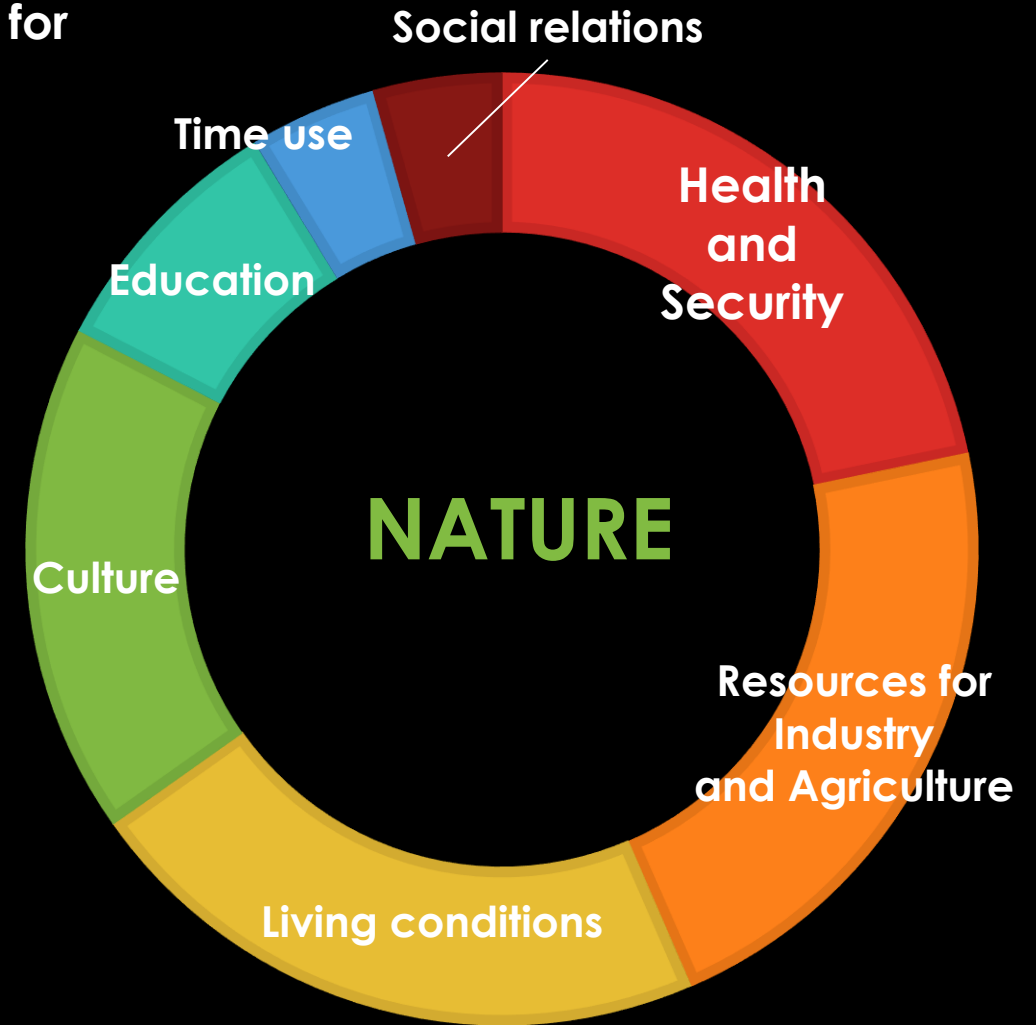 for
Social relations
Time use
Health
and
Security
Education
NATURE
Culture
Resources for
Industry
and Agriculture
Living conditions